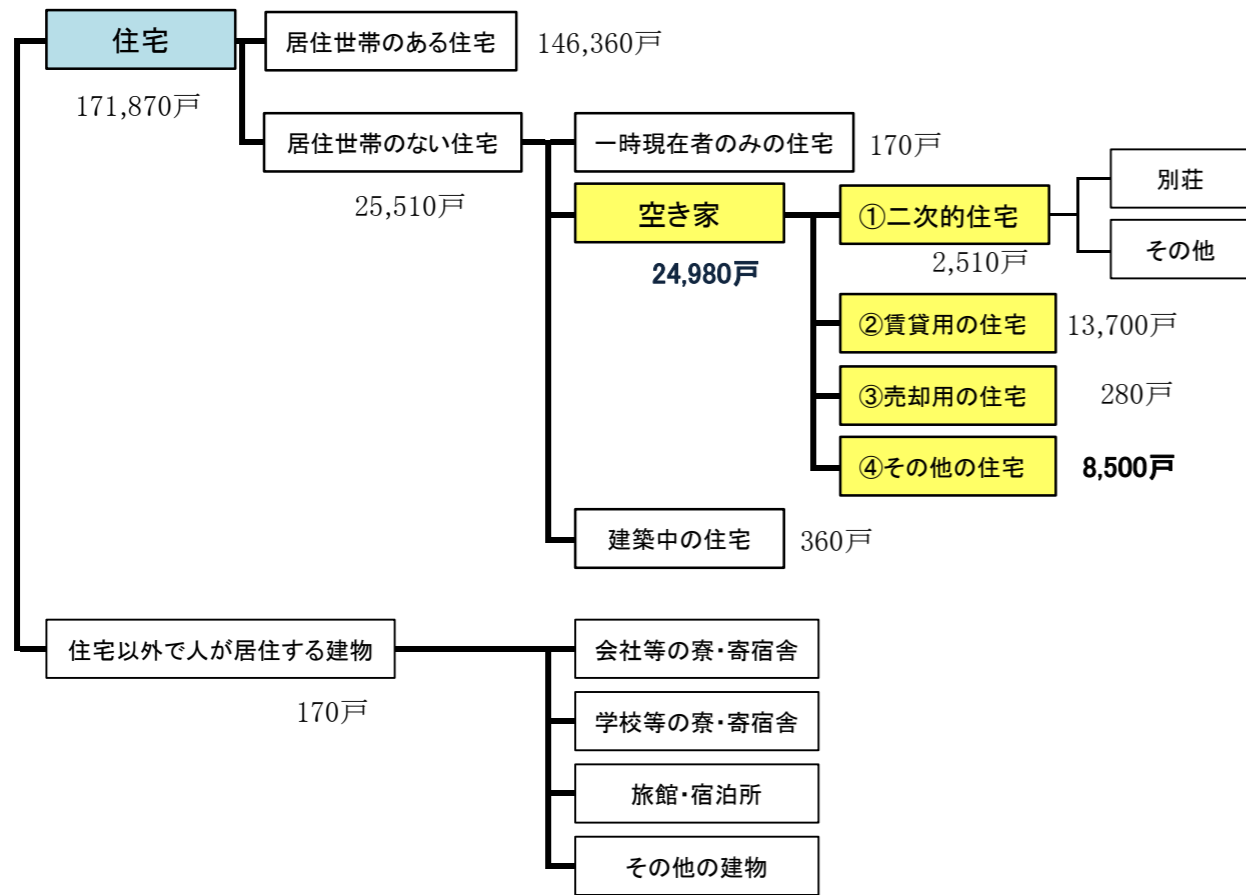 住宅
171,870戸
居住世帯のある住宅
146,360戸
居住世帯のない住宅
25,510戸
一時現在者のみの住宅
170戸
空き家
24,980戸
①二次的住宅
2,510戸
別荘
その他
②賃貸用の住宅
13,700戸
③売却用の住宅
280戸
④その他の住宅
8,500戸
建築中の住宅
360戸
住宅以外で人が居住する建物
170戸
会社等の寮・寄宿舎
学校等の寮・寄宿舎
旅館・宿泊所
その他の建物